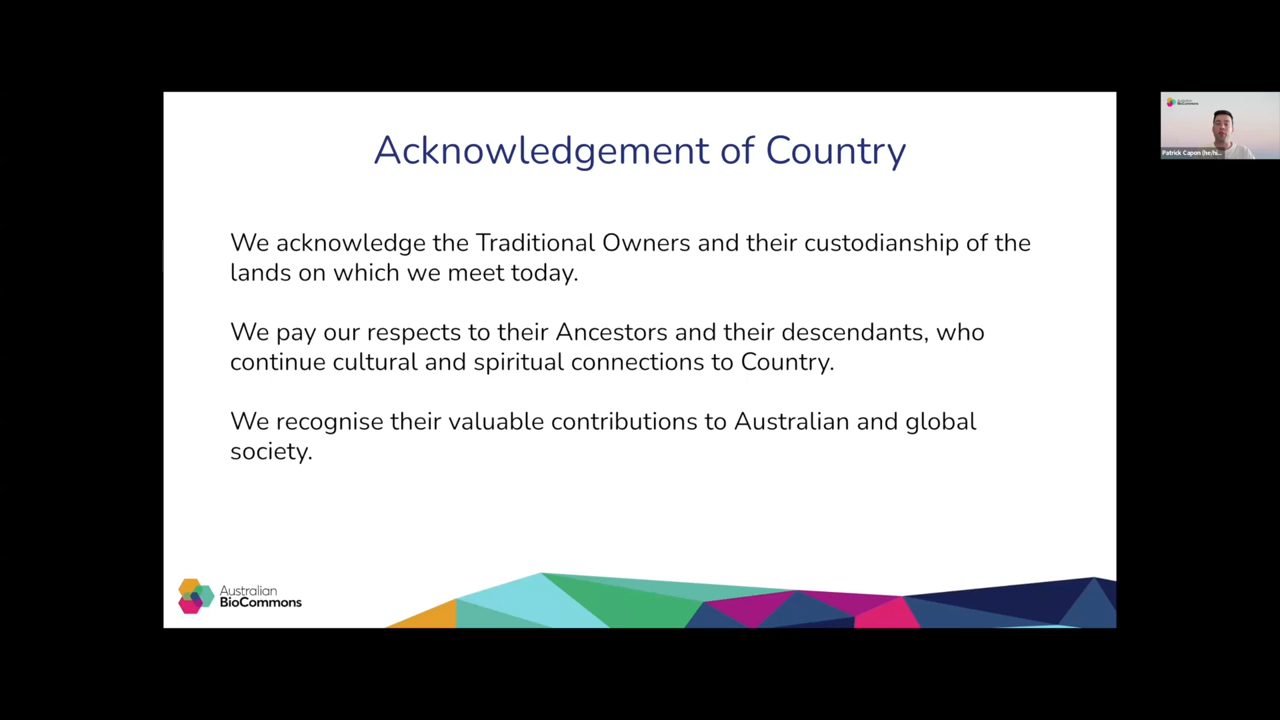 Acknowledgement of Country
We acknowledge the Traditional Owners and their custodianship of the
lands on which we meet today.
We pay our respects to their Ancestors and their descendants, who
continue cultural and spiritual connections to Country.
We recognise their valuable contributions to Australian and global
society.
Australian
BioCommons
Australian
BioCommons
Patrick Capon (he/hi...